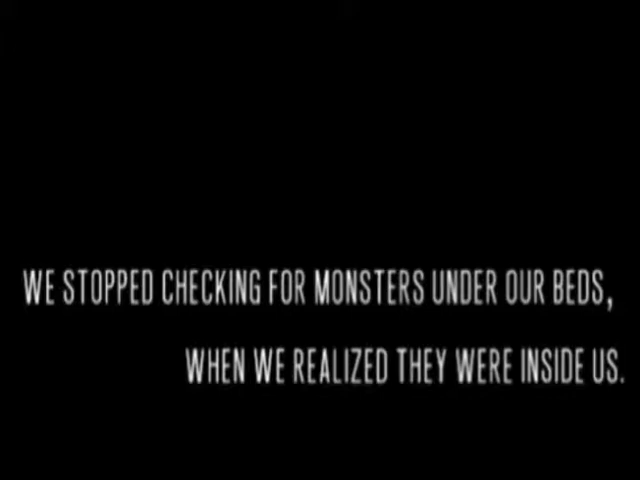 WE STOPPED CHECKING FOR MONSTERS UNDER OUR BEDS,
WHEN WE REALIZED THEY WERE INSIDE US.